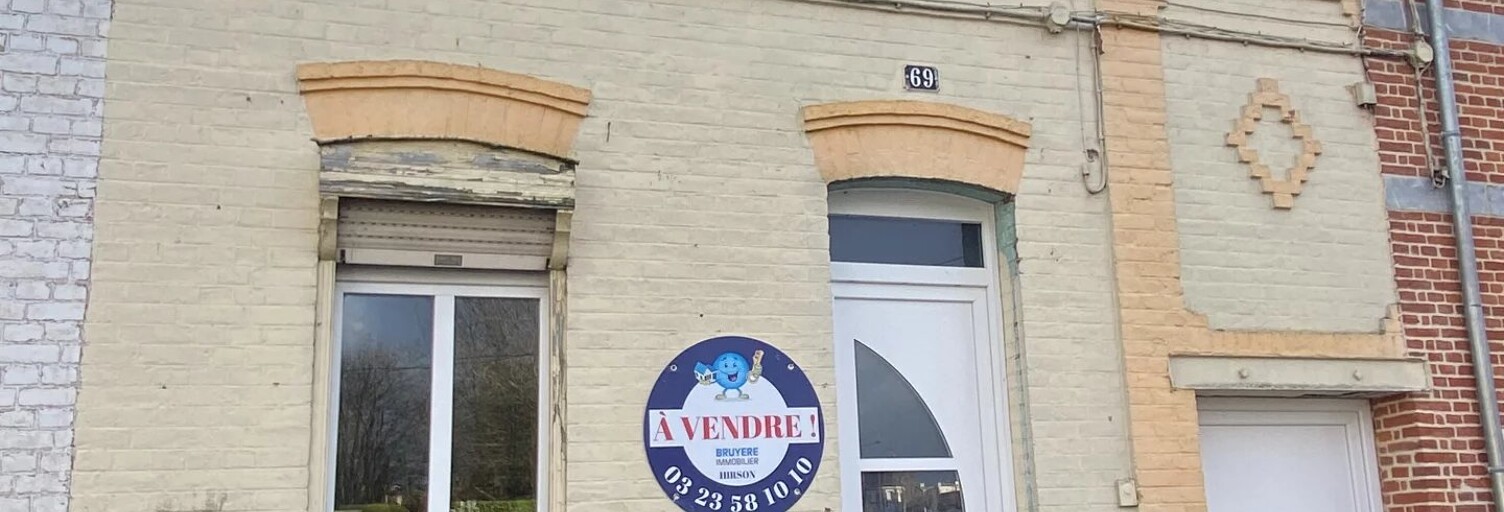 69
À VENDRE !
BRUYERE
IMMOBILIER
HIRSON
03 23 58 10 10